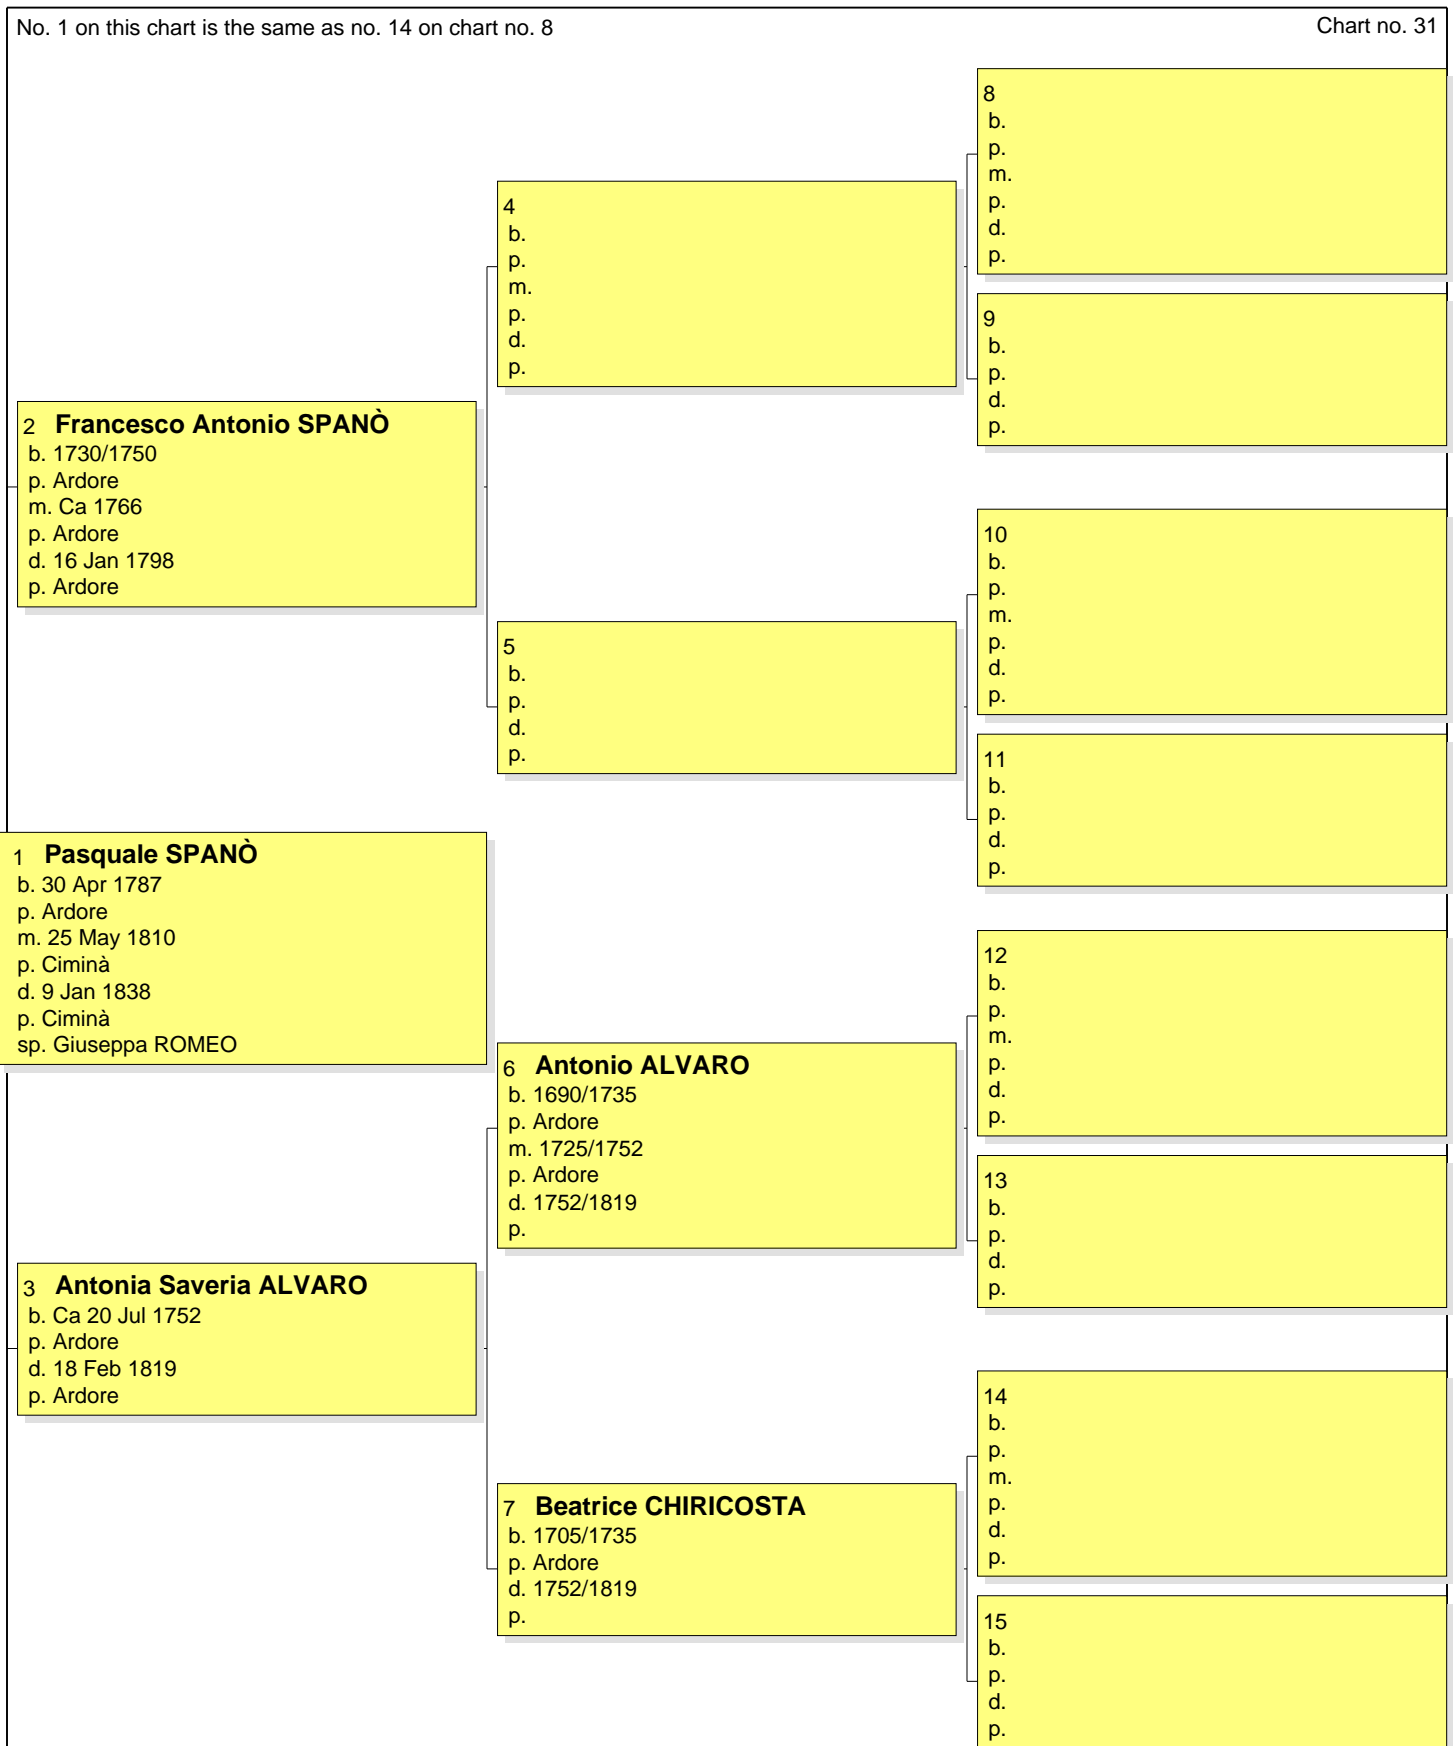 No. 1 on this chart is the same as no. 14 on chart no. 8
Chart no. 31
8
b.
p.
m.
p.
d.
p.
4
b.
p.
m.
p.
d.
p.
9
b.
p.
d.
p.
2 Francesco Antonio SPANÒ
b. 1730/1750
p. Ardore
m. Ca 1766
p. Ardore
d. 16 Jan 1798
p. Ardore
10
b.
p.
m.
p.
d.
p.
5
b.
p.
d.
p.
11
b.
p.
d.
p.
1 Pasquale SPANÒ
b. 30 Apr 1787
p. Ardore
m. 25 May 1810
p. Ciminà
d. 9 Jan 1838
p. Ciminà
sp. Giuseppa ROMEO
12
b.
p.
m.
p.
d.
p.
6 Antonio ALVARO
b. 1690/1735
p. Ardore
m. 1725/1752
p. Ardore
d. 1752/1819
p.
13
b.
p.
d.
p.
3 Antonia Saveria ALVARO
b. Ca 20 Jul 1752
p. Ardore
d. 18 Feb 1819
p. Ardore
14
b.
p.
m.
p.
d.
p.
7 Beatrice CHIRICOSTA
b. 1705/1735
p. Ardore
d. 1752/1819
p.
15
b.
p.
d.
p.